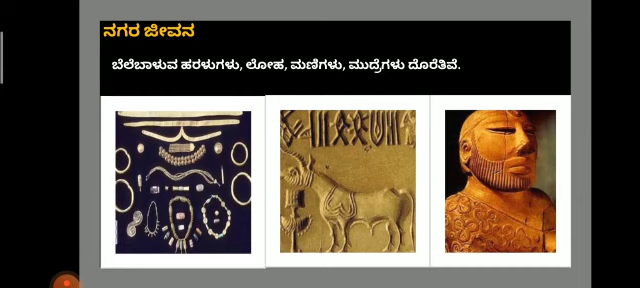 ನಗರ ಜೀವನ
ಬೆಲೆಬಾಳುವ ಹರಳುಗಳು, ಲೋಹ, ಮಣಿಗಳು, ಮುದ್ರೆಗಳು ದೊರೆತಿವೆ.